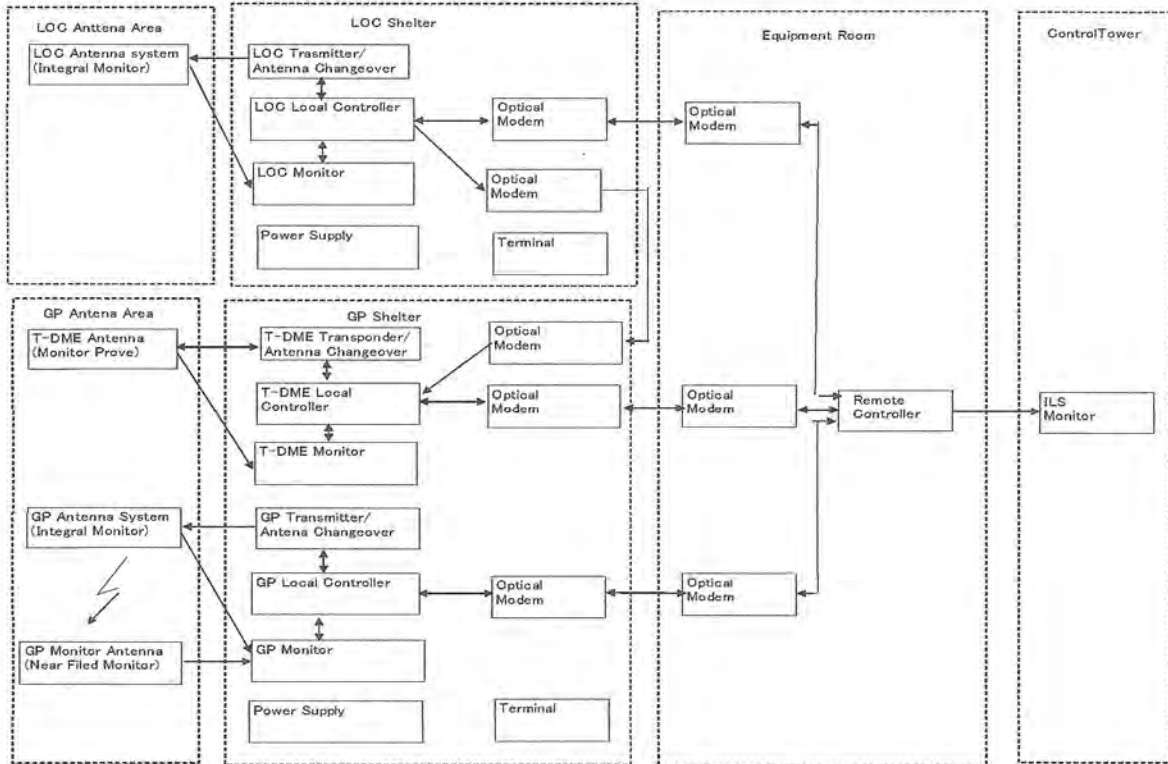 LOC Anttena Area
LOC Antenna system
(Integral Monitor)
LOC Shelter
LOC Trasmitter/
Antenna Changeover
LOC Local Controller
LOC Monitor
Power Supply
Optical
Modem
Optical
Modem
Terminal
GP Antena Area
T-DME Antenna
(Monitor Prove)
GP Antenna System
(Integral Monitor)
GP Monitor Antenna
(Near Filed Monitor)
GP Shelter
T-DME Transponder/
Antenna Changeover
T-DME Local
Controller
T-DME Monitor
GP Transmitter/
Antena Changeover
GP Local Controller
GP Monitor
Power Supply
Optical
Modem
Optical
Modem
Optical
Modem
Terminal
Equipment Room
Optical
Modem
Optical
Modem
Optical
Modem
Remote
Controller
ControlTower
ILS
Monitor